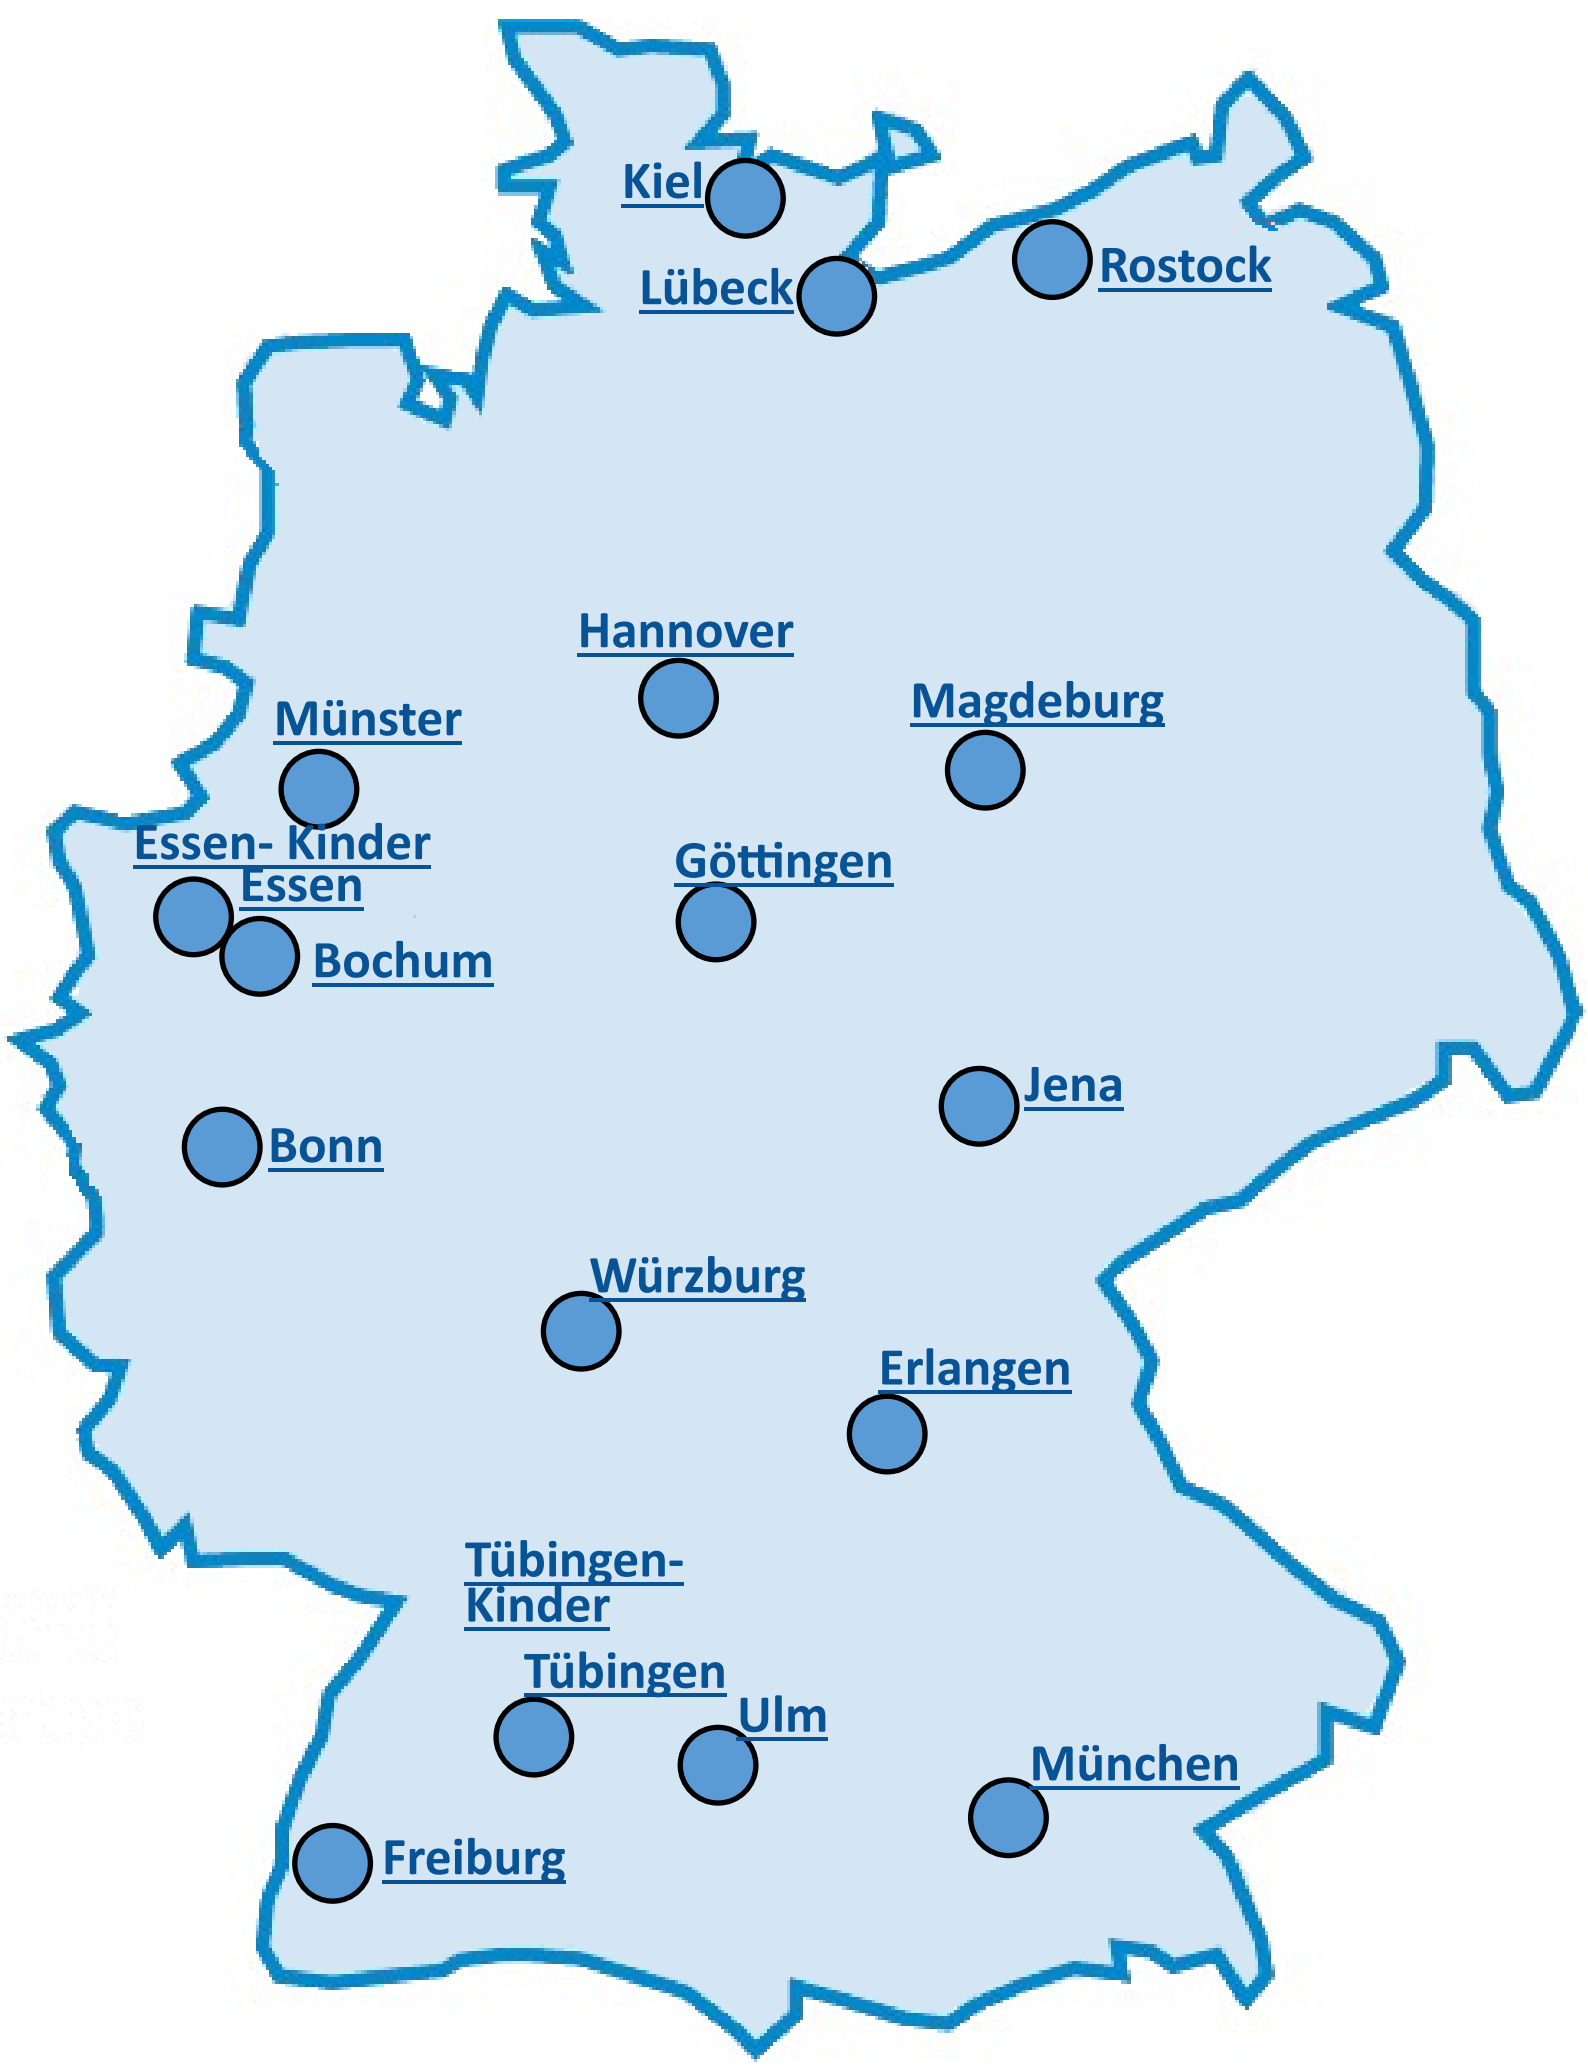 Kiel
Rostock
Lübeck
Hannover
Magdeburg
Münster
Essen- Kinder
Göttingen
Essen
Bochum
Jena
Bonn
Würzburg
Erlangen
Tübingen-
Kinder
Tübingen
Ulm
München
Freiburg